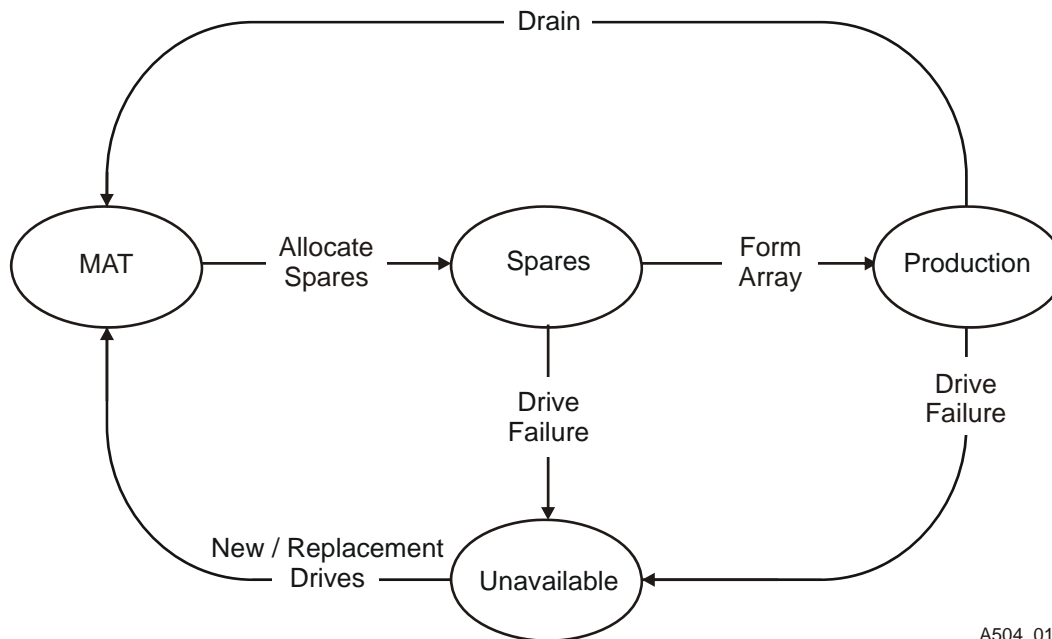 Drain
MAT
Allocate
Spares
Spares
Form
Array
Production
Drive
Failure
Drive
Failure
New / Replacement
Drives
Unavailable
A504_01